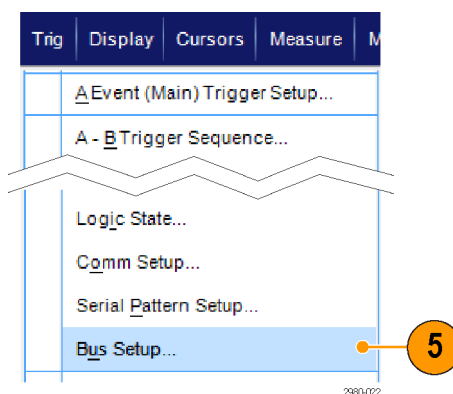 Trig Display Cursors Measure M
A Event (Main) Trigger Setup...
A - B Trigger Sequence...
Logic State...
Comm Setup...
Serial Pattern Setup...
Bus Setup...
5
2980-022